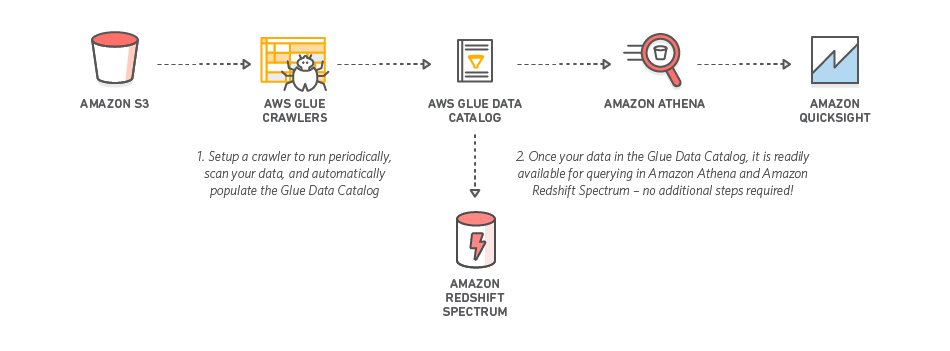 AMAZON S3
AWS GLUE
CRAWLERS
AWS GLUE DATA
CATALOG
AMAZON ATHENA
AMAZON
QUICKSIGHT
1. Setup a crawler to run periodically,
scan your data, and automatically
populate the Glue Data Catalog
2. Once your data in the Glue Data Catalog, it is readily
available for querying in Amazon Athena and Amazon
Redshift Spectrum – no additional steps required!
AMAZON
REDSHIFT
SPECTRUM